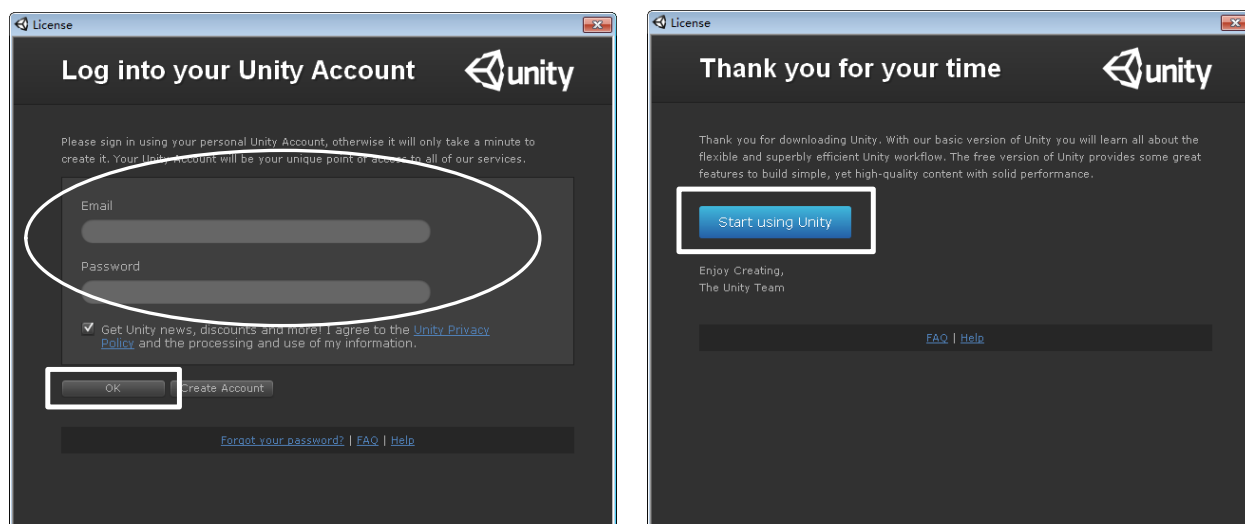 License
Log into your Unity Account
unity
Please sign in using your personal Unity Account, otherwise it will only take a minute to
create it. Your Unity Account will be your unique point of access to all of our services.
Email
Password
Get Unity news, discounts and more! I agree to the Unity Privacy
Policy and the processing and use of my information.
OK
Create Account
Forgot your password? | FAQ | Help
License
Thank you for your time
unity
Thank you for downloading Unity. With our basic version of Unity you will learn all about the
flexible and superbly efficient Unity workflow. The free version of Unity provides some great
features to build simple, yet high-quality content with solid performance.
Start using Unity
Enjoy Creating,
The Unity Team
FAQ | Help